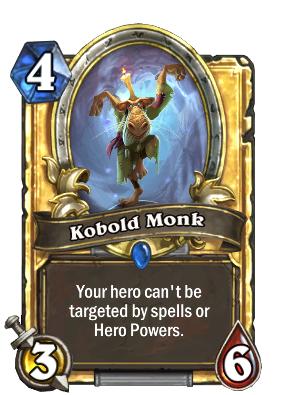 4
Kobold Monk
Your hero can't be
targeted by spells or
Hero Powers.
3
6